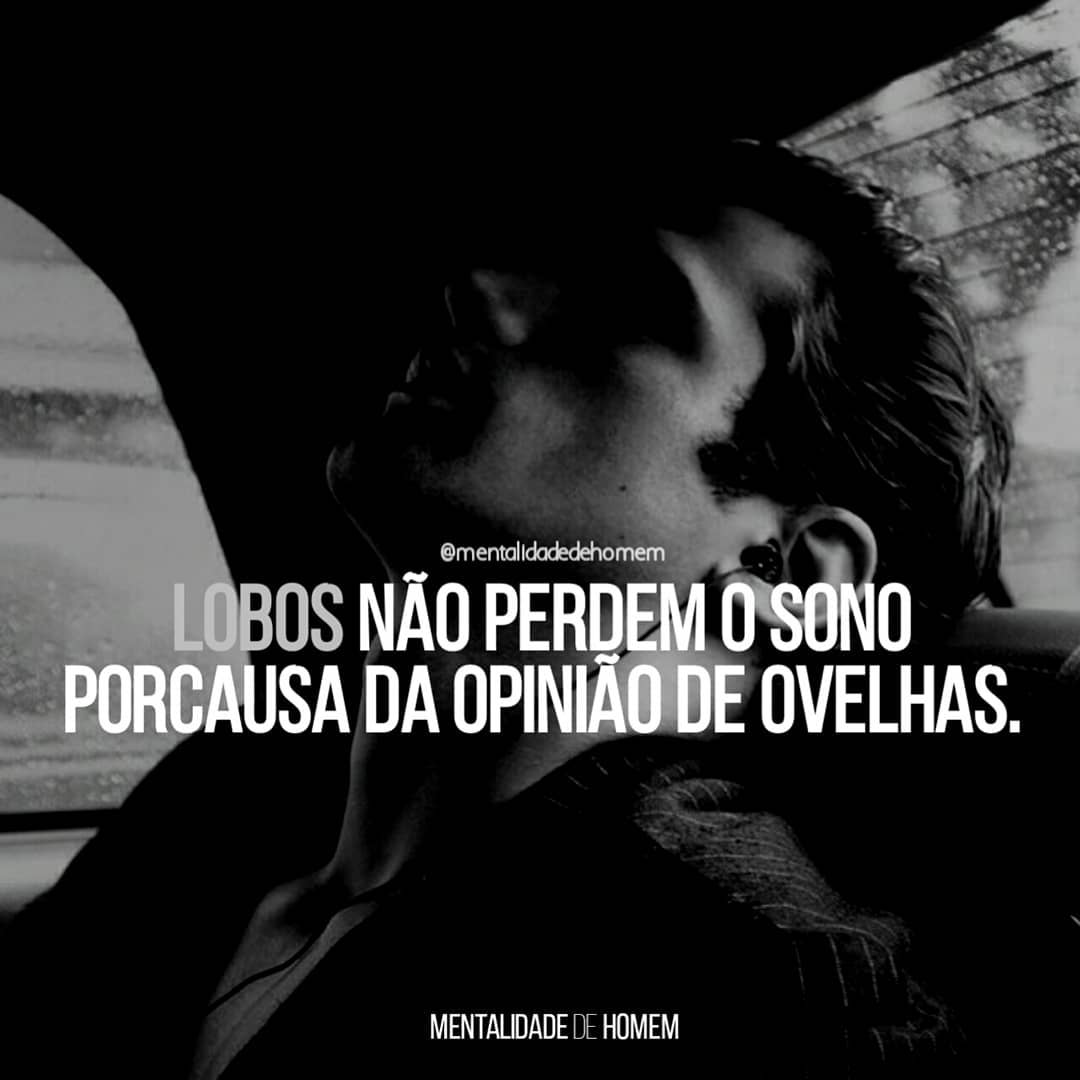 @mentalidadedehomem
LOBOS NÃO PERDEM O SONO
PORCAUSA DA OPINIÃO DE OVELHAS.
MENTALIDADE DE HOMEM